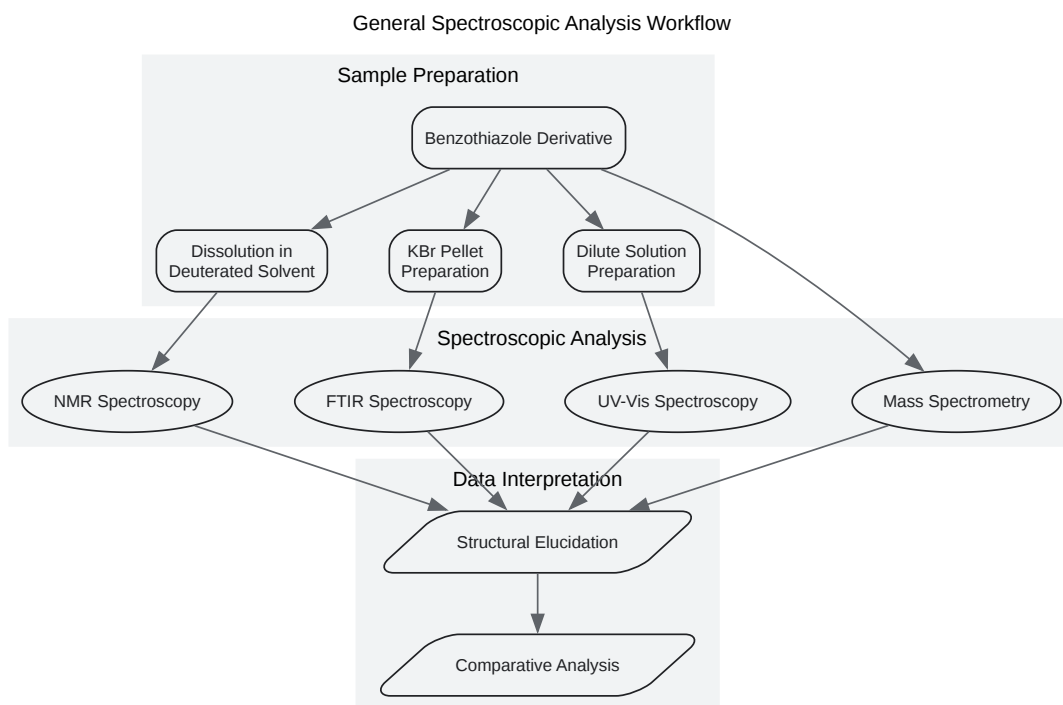 General Spectroscopic Analysis Workflow
Sample Preparation
Benzothiazole Derivative
Dissolution in
Deuterated Solvent
KBr Pellet
Preparation
Dilute Solution
Preparation
Spectroscopic Analysis
NMR Spectroscopy
FTIR Spectroscopy
UV-Vis Spectroscopy
Mass Spectrometry
Data Interpretation
Structural Elucidation
Comparative Analysis